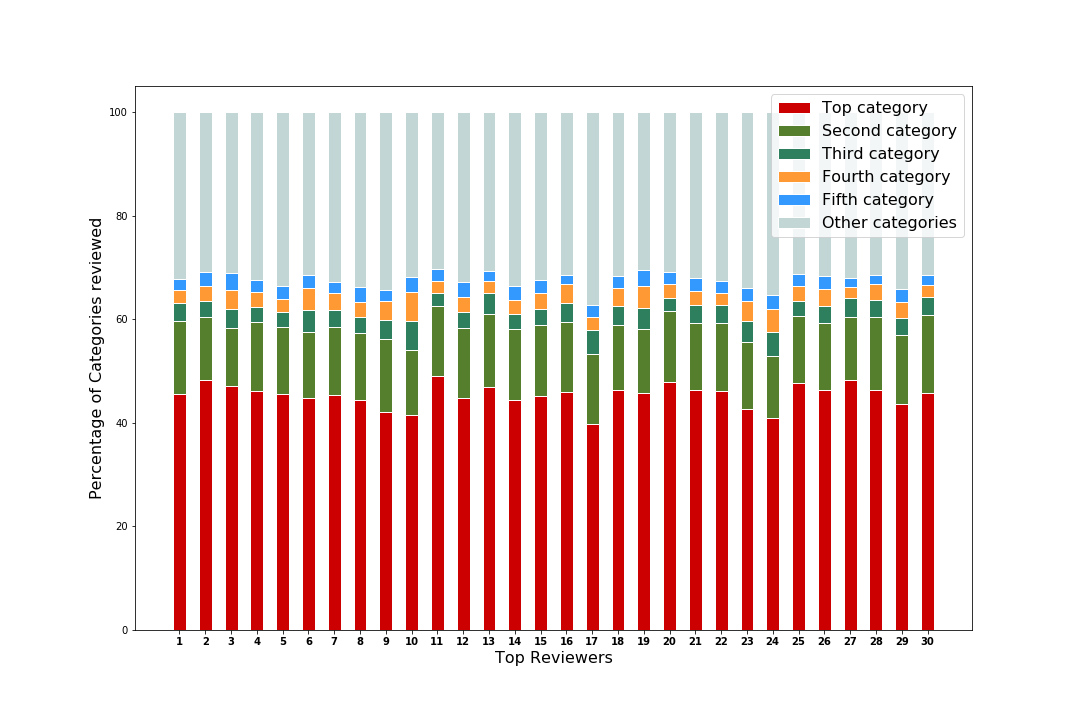 100
80
60
40
20
0
Percentage of Categories reviewed
Top category
Second category
Third category
Fourth category
Fifth category
Other categories
1 2 3 4 5 6 7 8 9 10 11 12 13 14 15 16 17 18 19 20 21 22 23 24 25 26 27 28 29 30
Top Reviewers